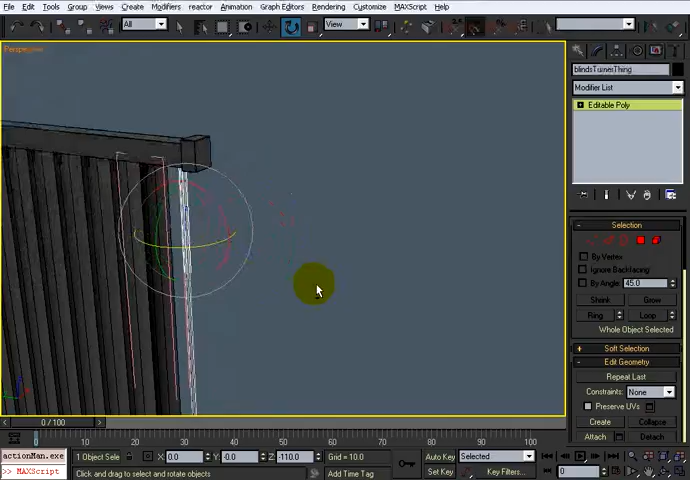 File Edit Tools Group Views Create Modifiers reactor Animation Graph Editors Rendering Customize MAXScript Help
All
View
Perspective
blindsTwinerThing
Modifier List
Editable Poly
Selection
By Vertex
Ignore Backfacing
By Angle: 45.0
Shrink Grow
Ring Loop
Whole Object Selected
Soft Selection
Edit Geometry
Repeat Last
Constraints: None
Preserve UVs
Create Collapse
Attach Detach
0 / 100
0 10 20 30 40 50 60 70 80 90 100
actionMan.exe
>> MAXScript
1 Object Sele
X: 0.0 Y: -0.0 Z: -110.0
Grid = 10.0
Click and drag to select and rotate objects
Add Time Tag
Auto Key Selected
Set Key Key Filters...
0